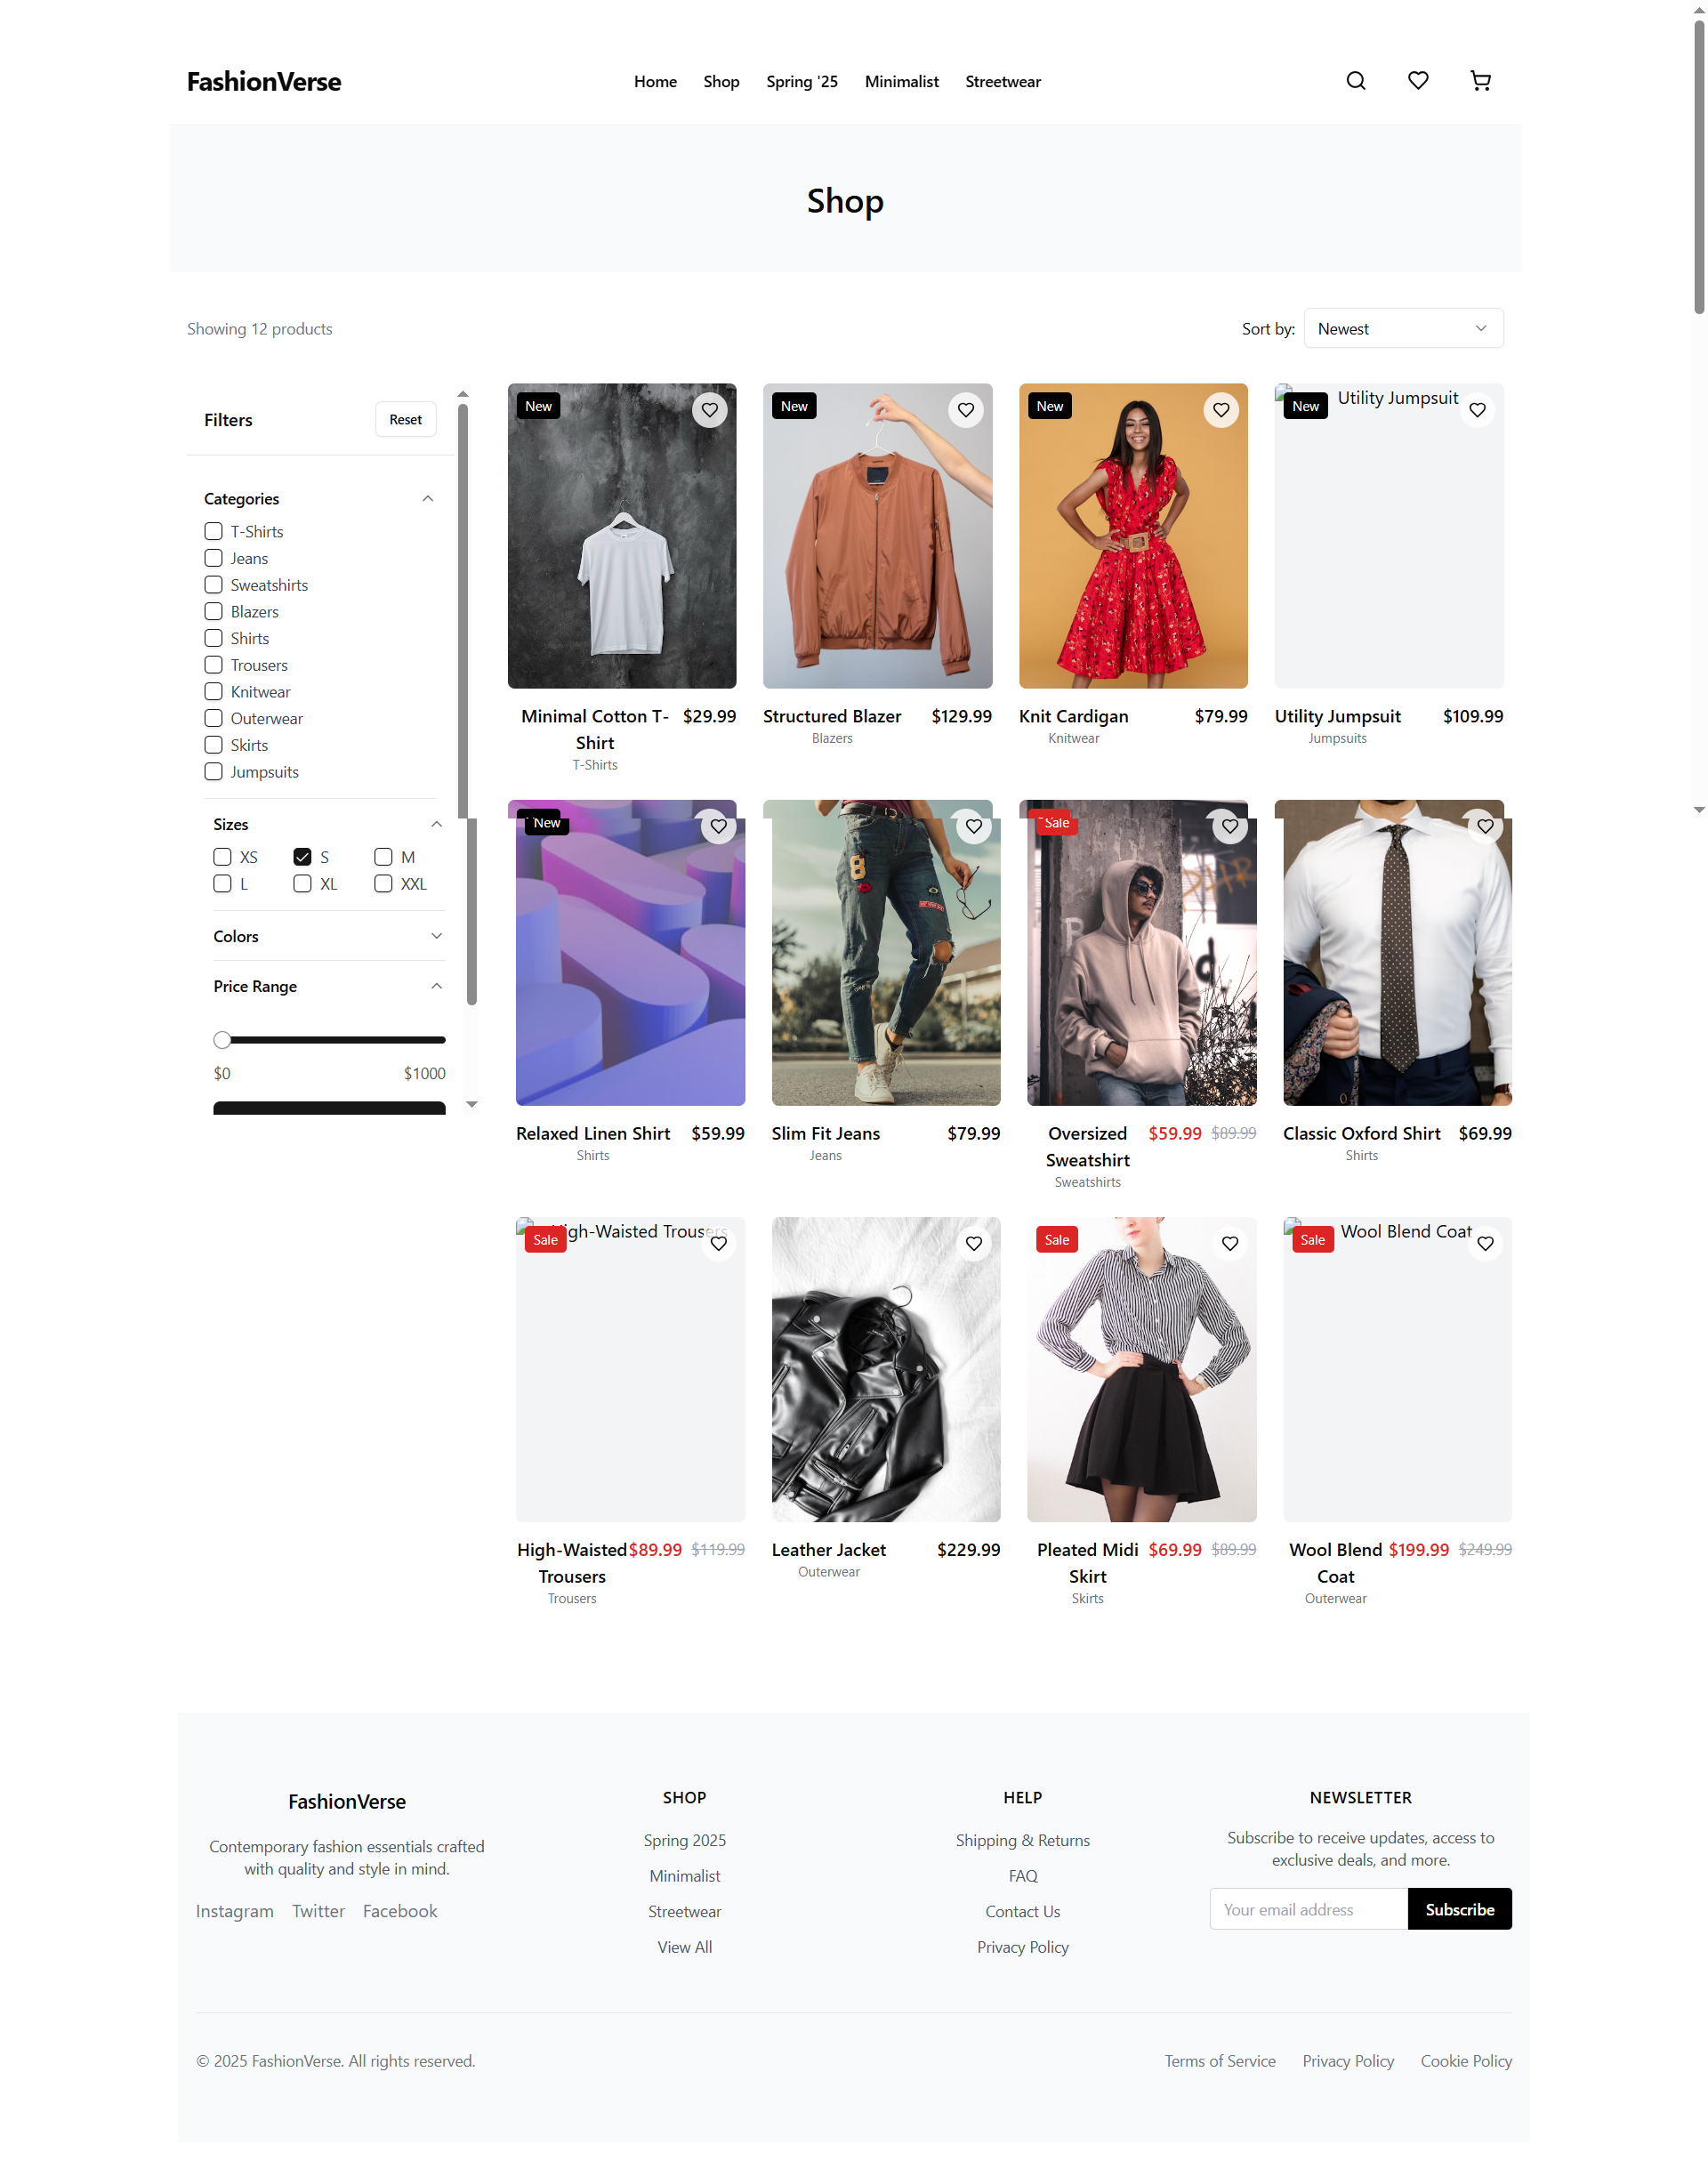 FashionVerse
Home Shop Spring '25 Minimalist Streetwear
Shop
Showing 12 products
Sort by: Newest
Filters
Reset
Categories
T-Shirts
Jeans
Sweatshirts
Blazers
Shirts
Trousers
Knitwear
Outerwear
Skirts
Jumpsuits
Sizes
XS S M
L XL XXL
Colors
Price Range
$0 $1000
New
New
New
New Utility Jumpsuit
Minimal Cotton T-
Shirt
$29.99
T-Shirts
Structured Blazer $129.99
Blazers
Knit Cardigan $79.99
Knitwear
Utility Jumpsuit $109.99
Jumpsuits
New
Sale
Relaxed Linen Shirt $59.99
Shirts
Slim Fit Jeans $79.99
Jeans
Oversized
Sweatshirt
$59.99 $89.99
Sweatshirts
Classic Oxford Shirt $69.99
Shirts
Sale High-Waisted Trousers
Sale
Sale Wool Blend Coat
High-Waisted
Trousers
$89.99 $119.99
Trousers
Leather Jacket $229.99
Outerwear
Pleated Midi
Skirt
$69.99 $89.99
Skirts
Wool Blend
Coat
$199.99 $249.99
Outerwear
FashionVerse
Contemporary fashion essentials crafted
with quality and style in mind.
Instagram Twitter Facebook
SHOP
Spring 2025
Minimalist
Streetwear
View All
HELP
Shipping & Returns
FAQ
Contact Us
Privacy Policy
NEWSLETTER
Subscribe to receive updates, access to
exclusive deals, and more.
Your email address
Subscribe
© 2025 FashionVerse. All rights reserved.
Terms of Service Privacy Policy Cookie Policy